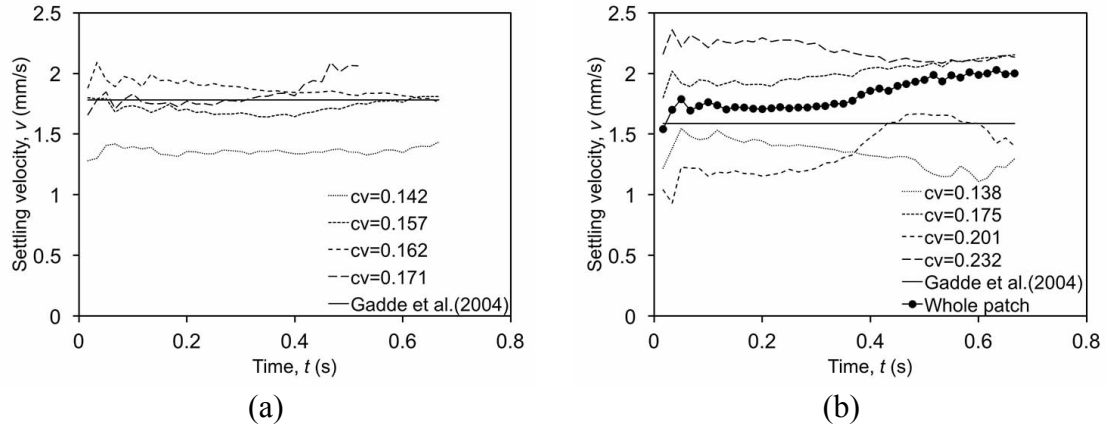 2.5
2
1.5
1
0.5
0
Settling velocity, v (mm/s)
cv=0.142
cv=0.157
cv=0.162
cv=0.171
Gadde et al.(2004)
0 0.2 0.4 0.6 0.8
Time, t (s)
(a)
2.5
2
1.5
1
0.5
0
Settling velocity, v (mm/s)
cv=0.138
cv=0.175
cv=0.201
cv=0.232
Gadde et al.(2004)
Whole patch
0 0.2 0.4 0.6 0.8
Time, t (s)
(b)